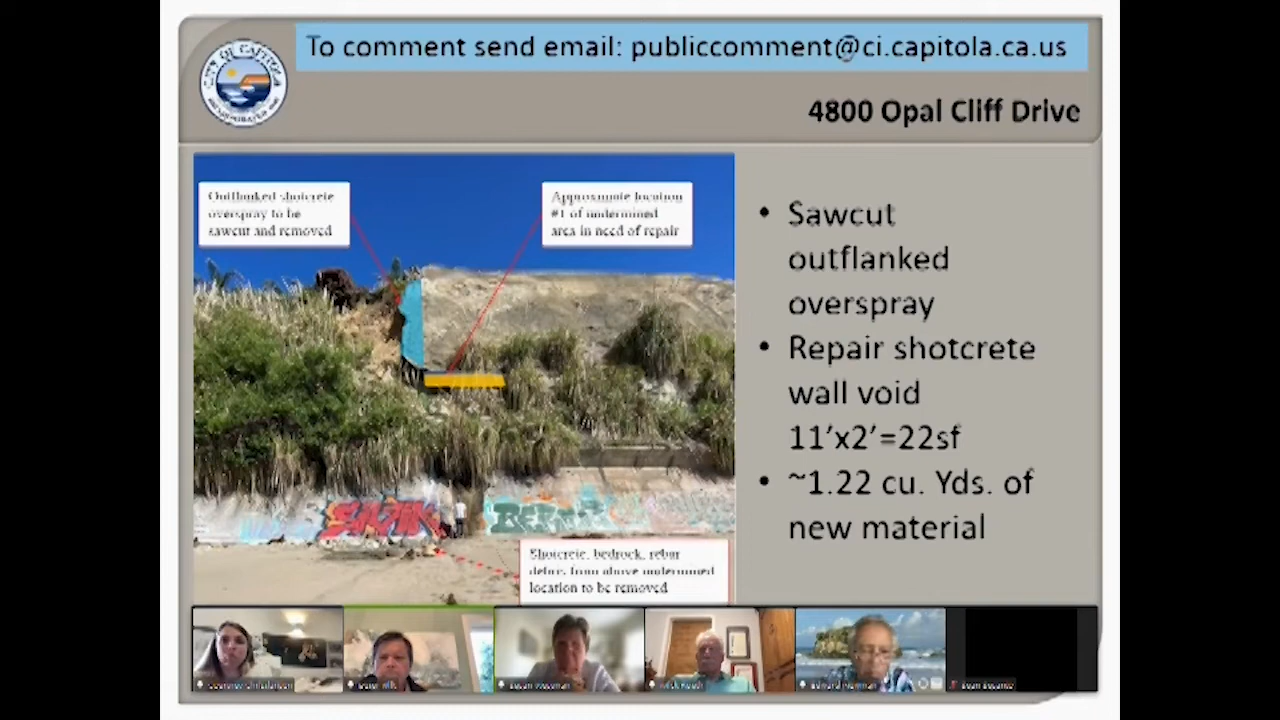 To comment send email: publiccomment@ci.capitola.ca.us
CITY OF CAPITOLA
4800 Opal Cliff Drive
Outflanked shotcrete
overspray to be
sawcut and removed
Approximate location
#1 of undermined
area in need of repair
• Sawcut
outflanked
overspray
• Repair shotcrete
wall void
11’x2’=22sf
• ~1.22 cu. Yds. of
new material
Shotcrete, bedrock, rebar
debris from above undermined
location to be removed